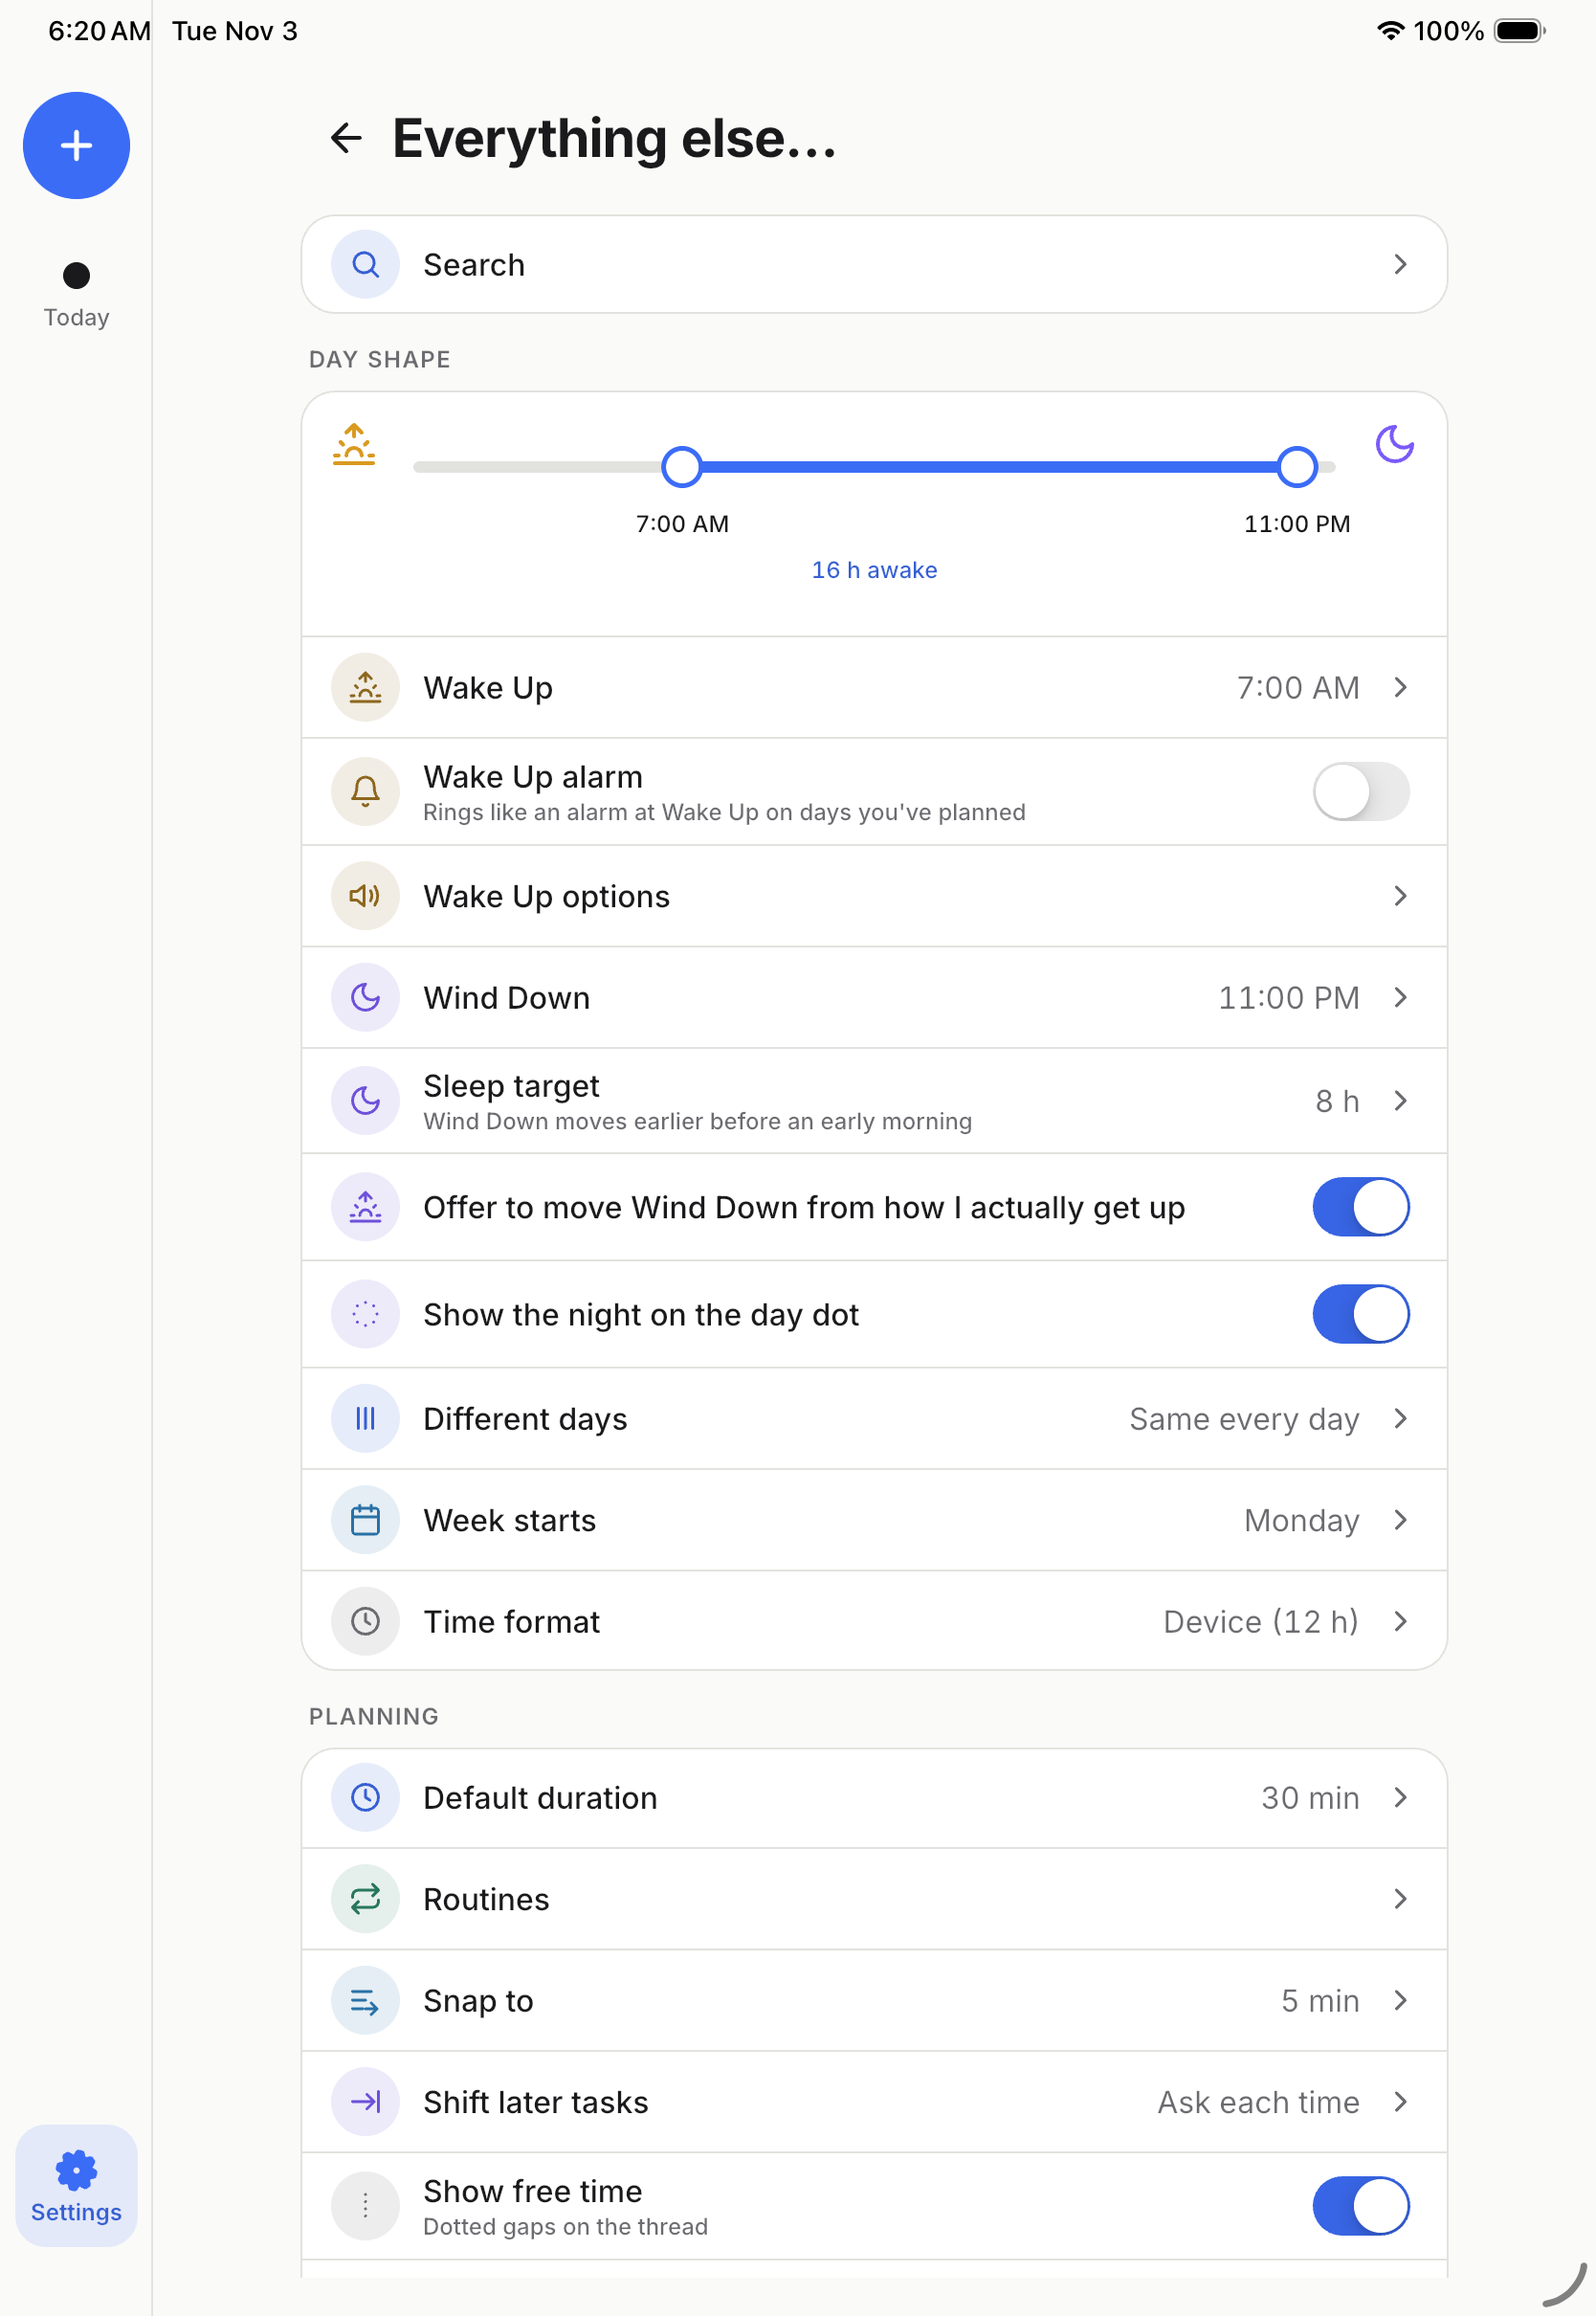 6:20 AM Tue Nov 3
100%
Everything else...
Search
Today
DAY SHAPE
7:00 AM
11:00 PM
16 h awake
Wake Up
7:00 AM
Wake Up alarm
Rings like an alarm at Wake Up on days you've planned
Wake Up options
Wind Down
11:00 PM
Sleep target
Wind Down moves earlier before an early morning
8 h
Offer to move Wind Down from how I actually get up
Show the night on the day dot
Different days
Same every day
Week starts
Monday
Time format
Device (12 h)
PLANNING
Default duration
30 min
Routines
Snap to
5 min
Shift later tasks
Ask each time
Show free time
Dotted gaps on the thread
Settings